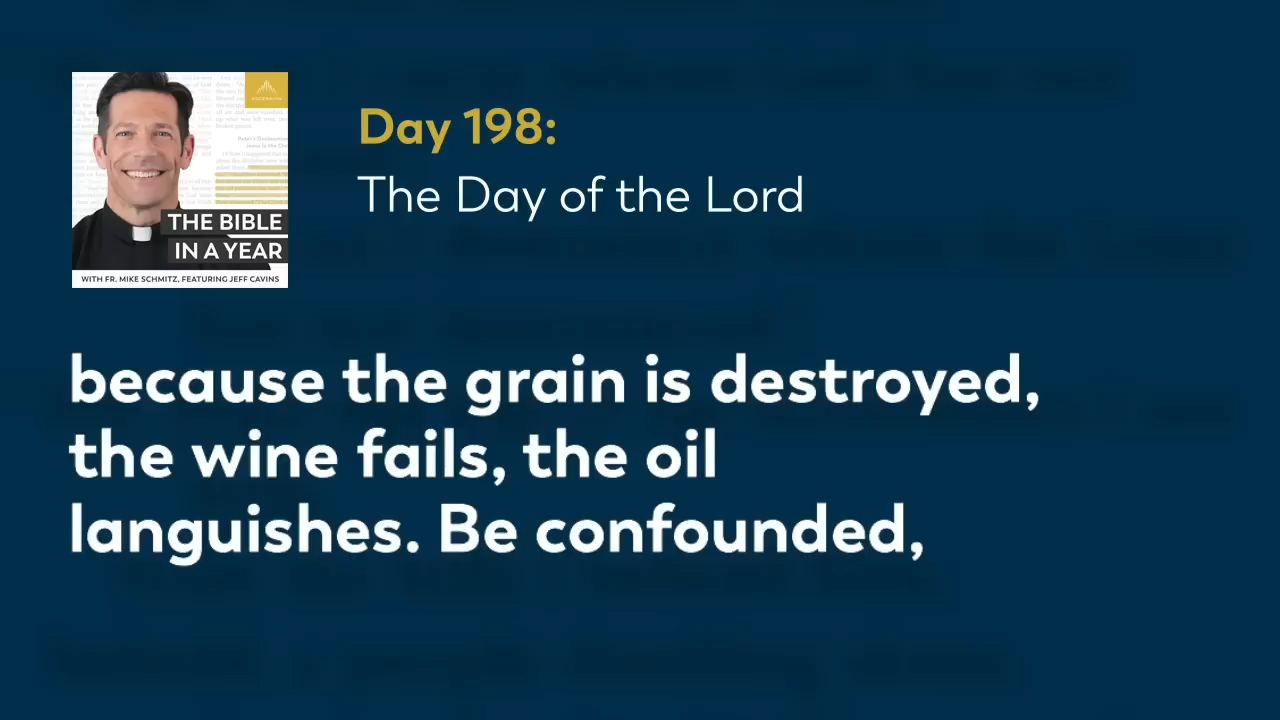 Day 198:
The Day of the Lord
THE BIBLE
IN A YEAR
WITH FR. MIKE SCHMITZ, FEATURING JEFF CAVINS
because the grain is destroyed,
the wine fails, the oil
languishes. Be confounded,